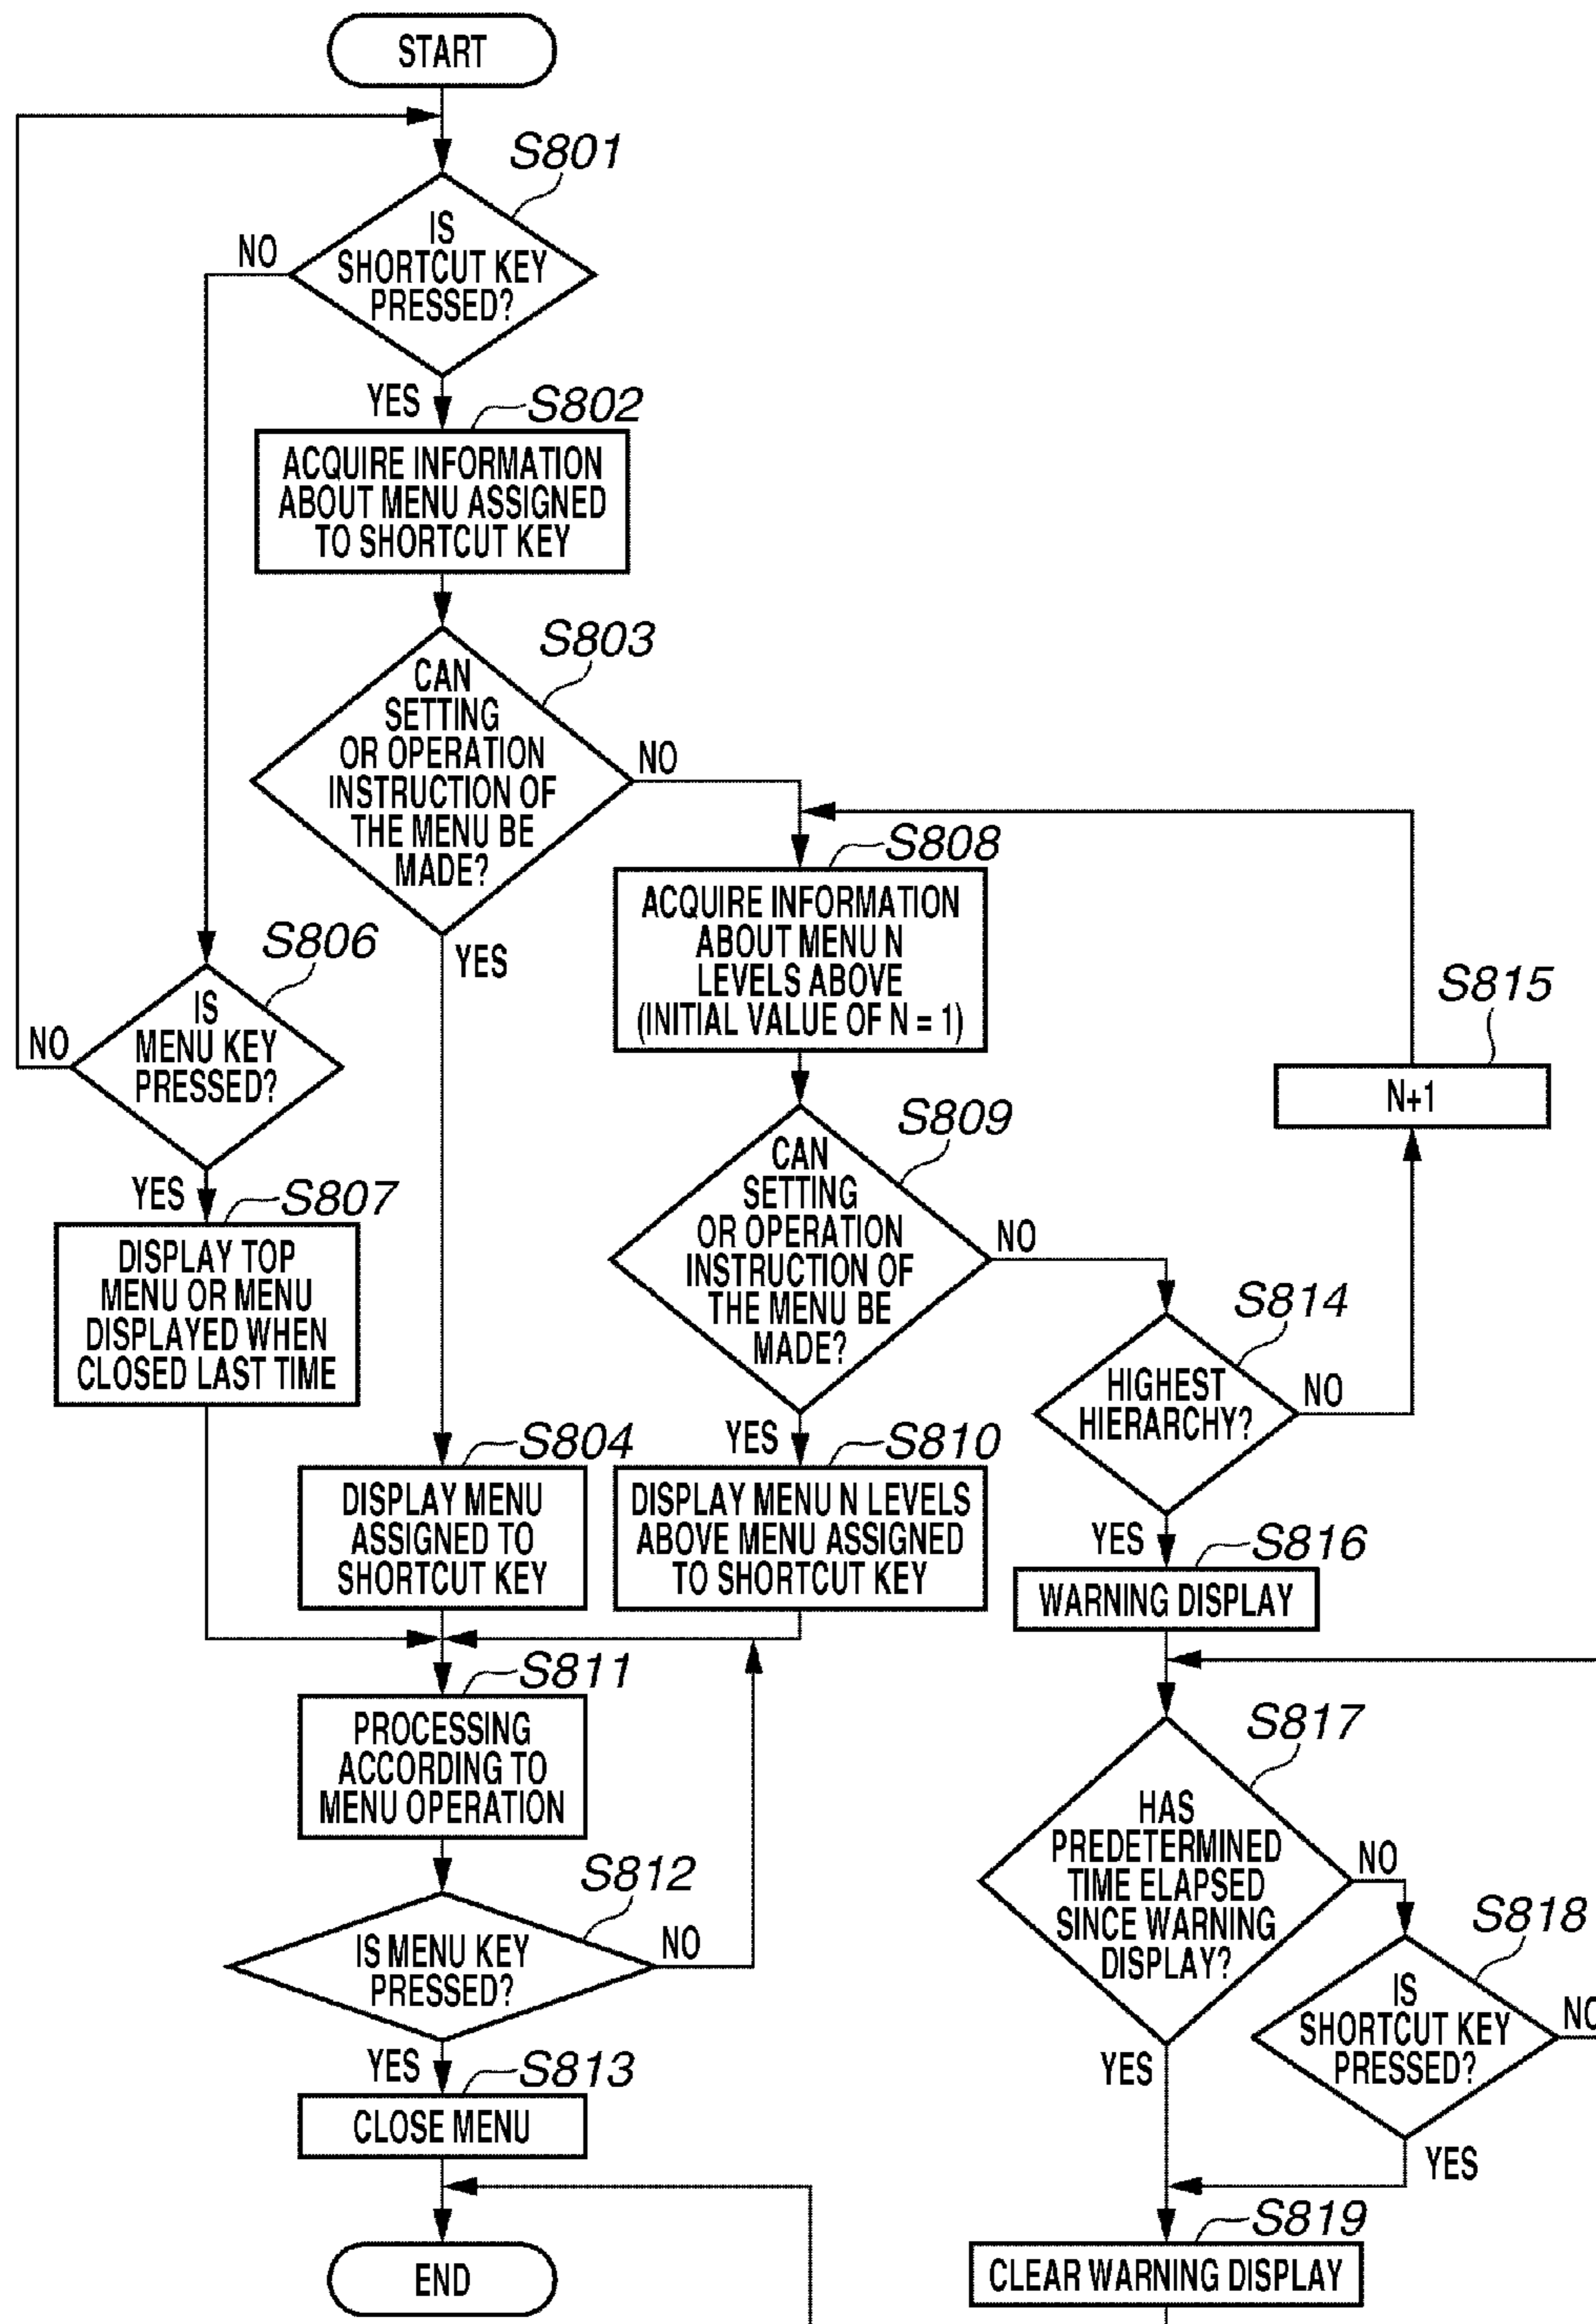 START
S801
IS
SHORTCUT KEY
PRESSED?
NO
YES
S802
ACQUIRE INFORMATION
ABOUT MENU ASSIGNED
TO SHORTCUT KEY
S803
CAN
SETTING
OR OPERATION
INSTRUCTION OF
THE MENU BE
MADE?
NO
YES
S806
IS
MENU KEY
PRESSED?
NO
YES
S807
DISPLAY TOP
MENU OR MENU
DISPLAYED WHEN
CLOSED LAST TIME
S808
ACQUIRE INFORMATION
ABOUT MENU N
LEVELS ABOVE
(INITIAL VALUE OF N = 1)
S815
N+1
S809
CAN
SETTING
OR OPERATION
INSTRUCTION OF
THE MENU BE
MADE?
NO
YES
S814
HIGHEST
HIERARCHY?
NO
YES
S804
DISPLAY MENU
ASSIGNED TO
SHORTCUT KEY
S810
DISPLAY MENU N LEVELS
ABOVE MENU ASSIGNED
TO SHORTCUT KEY
S816
WARNING DISPLAY
S811
PROCESSING
ACCORDING TO
MENU OPERATION
S812
IS MENU KEY
PRESSED?
NO
YES
S813
CLOSE MENU
END
S817
HAS
PREDETERMINED
TIME ELAPSED
SINCE WARNING
DISPLAY?
NO
YES
S818
IS
SHORTCUT KEY
PRESSED?
NO
YES
S819
CLEAR WARNING DISPLAY